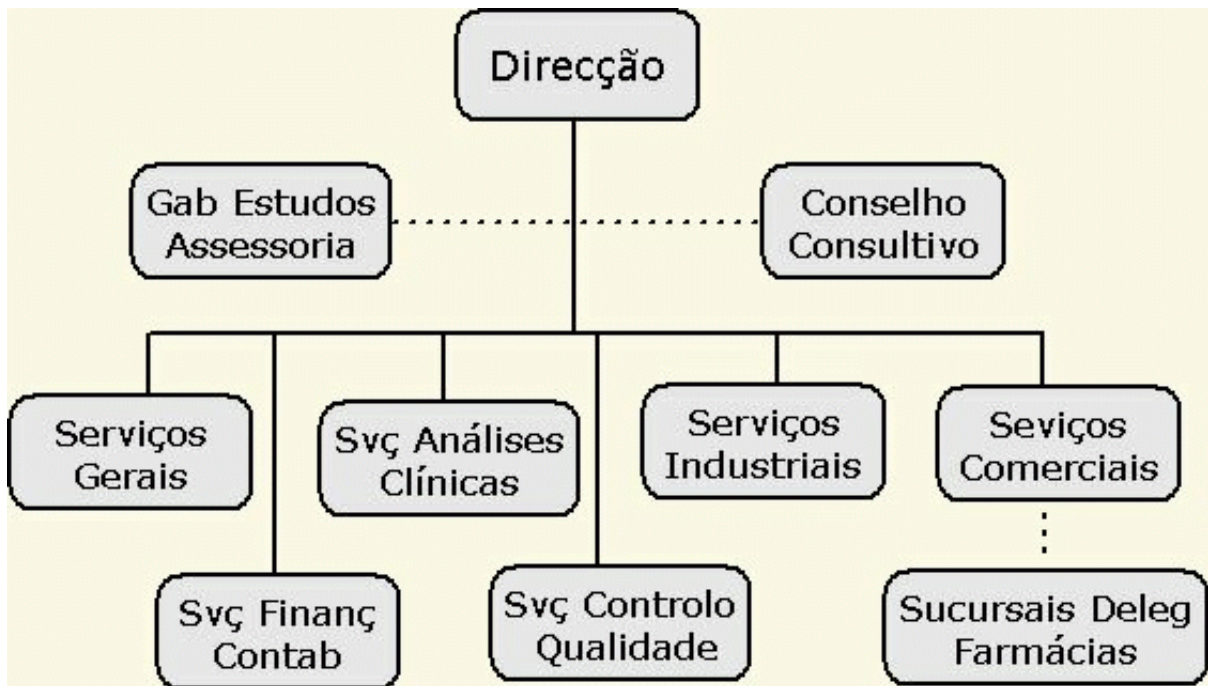 Direcção
Gab Estudos
Assessoria
Conselho
Consultivo
Serviços
Gerais
Svç Análises
Clínicas
Serviços
Industriais
Seviços
Comerciais
Svç Finanç
Contab
Svç Controlo
Qualidade
Sucursais Deleg
Farmácias